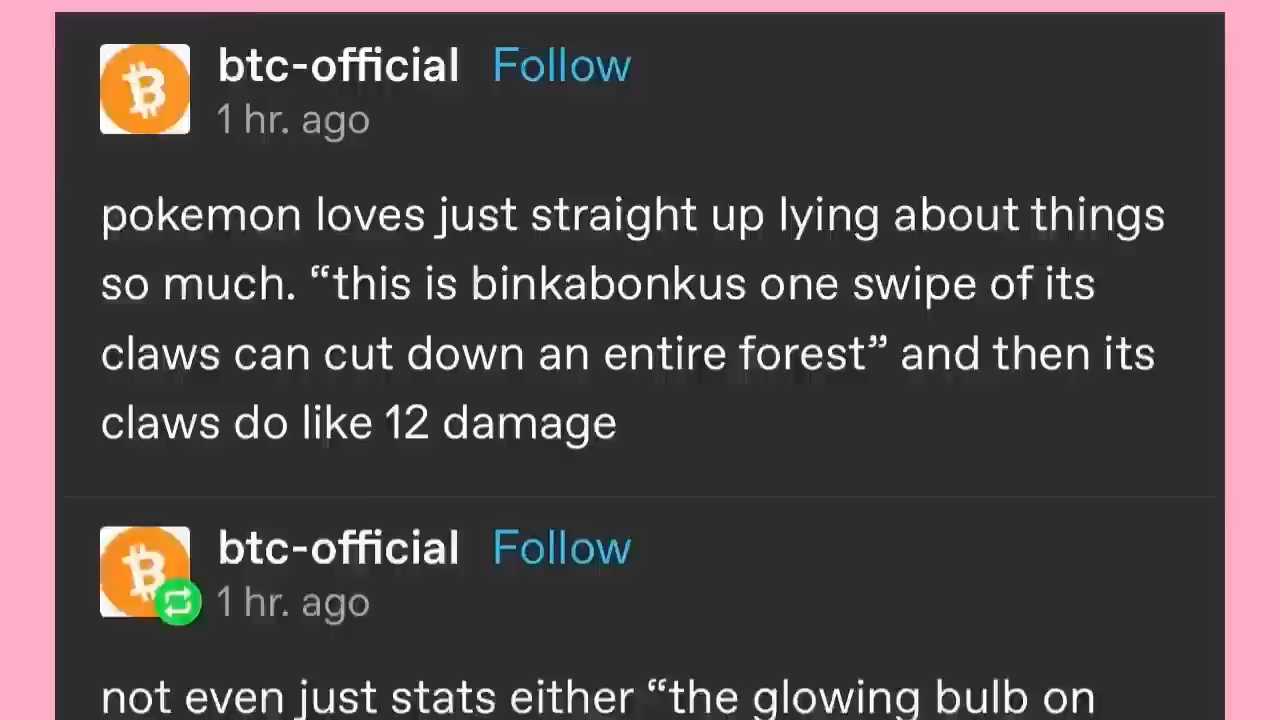 btc-official Follow
1 hr. ago
pokemon loves just straight up lying about things
so much. “this is binkabonkus one swipe of its
claws can cut down an entire forest” and then its
claws do like 12 damage
btc-official Follow
1 hr. ago
not even just stats either “the glowing bulb on